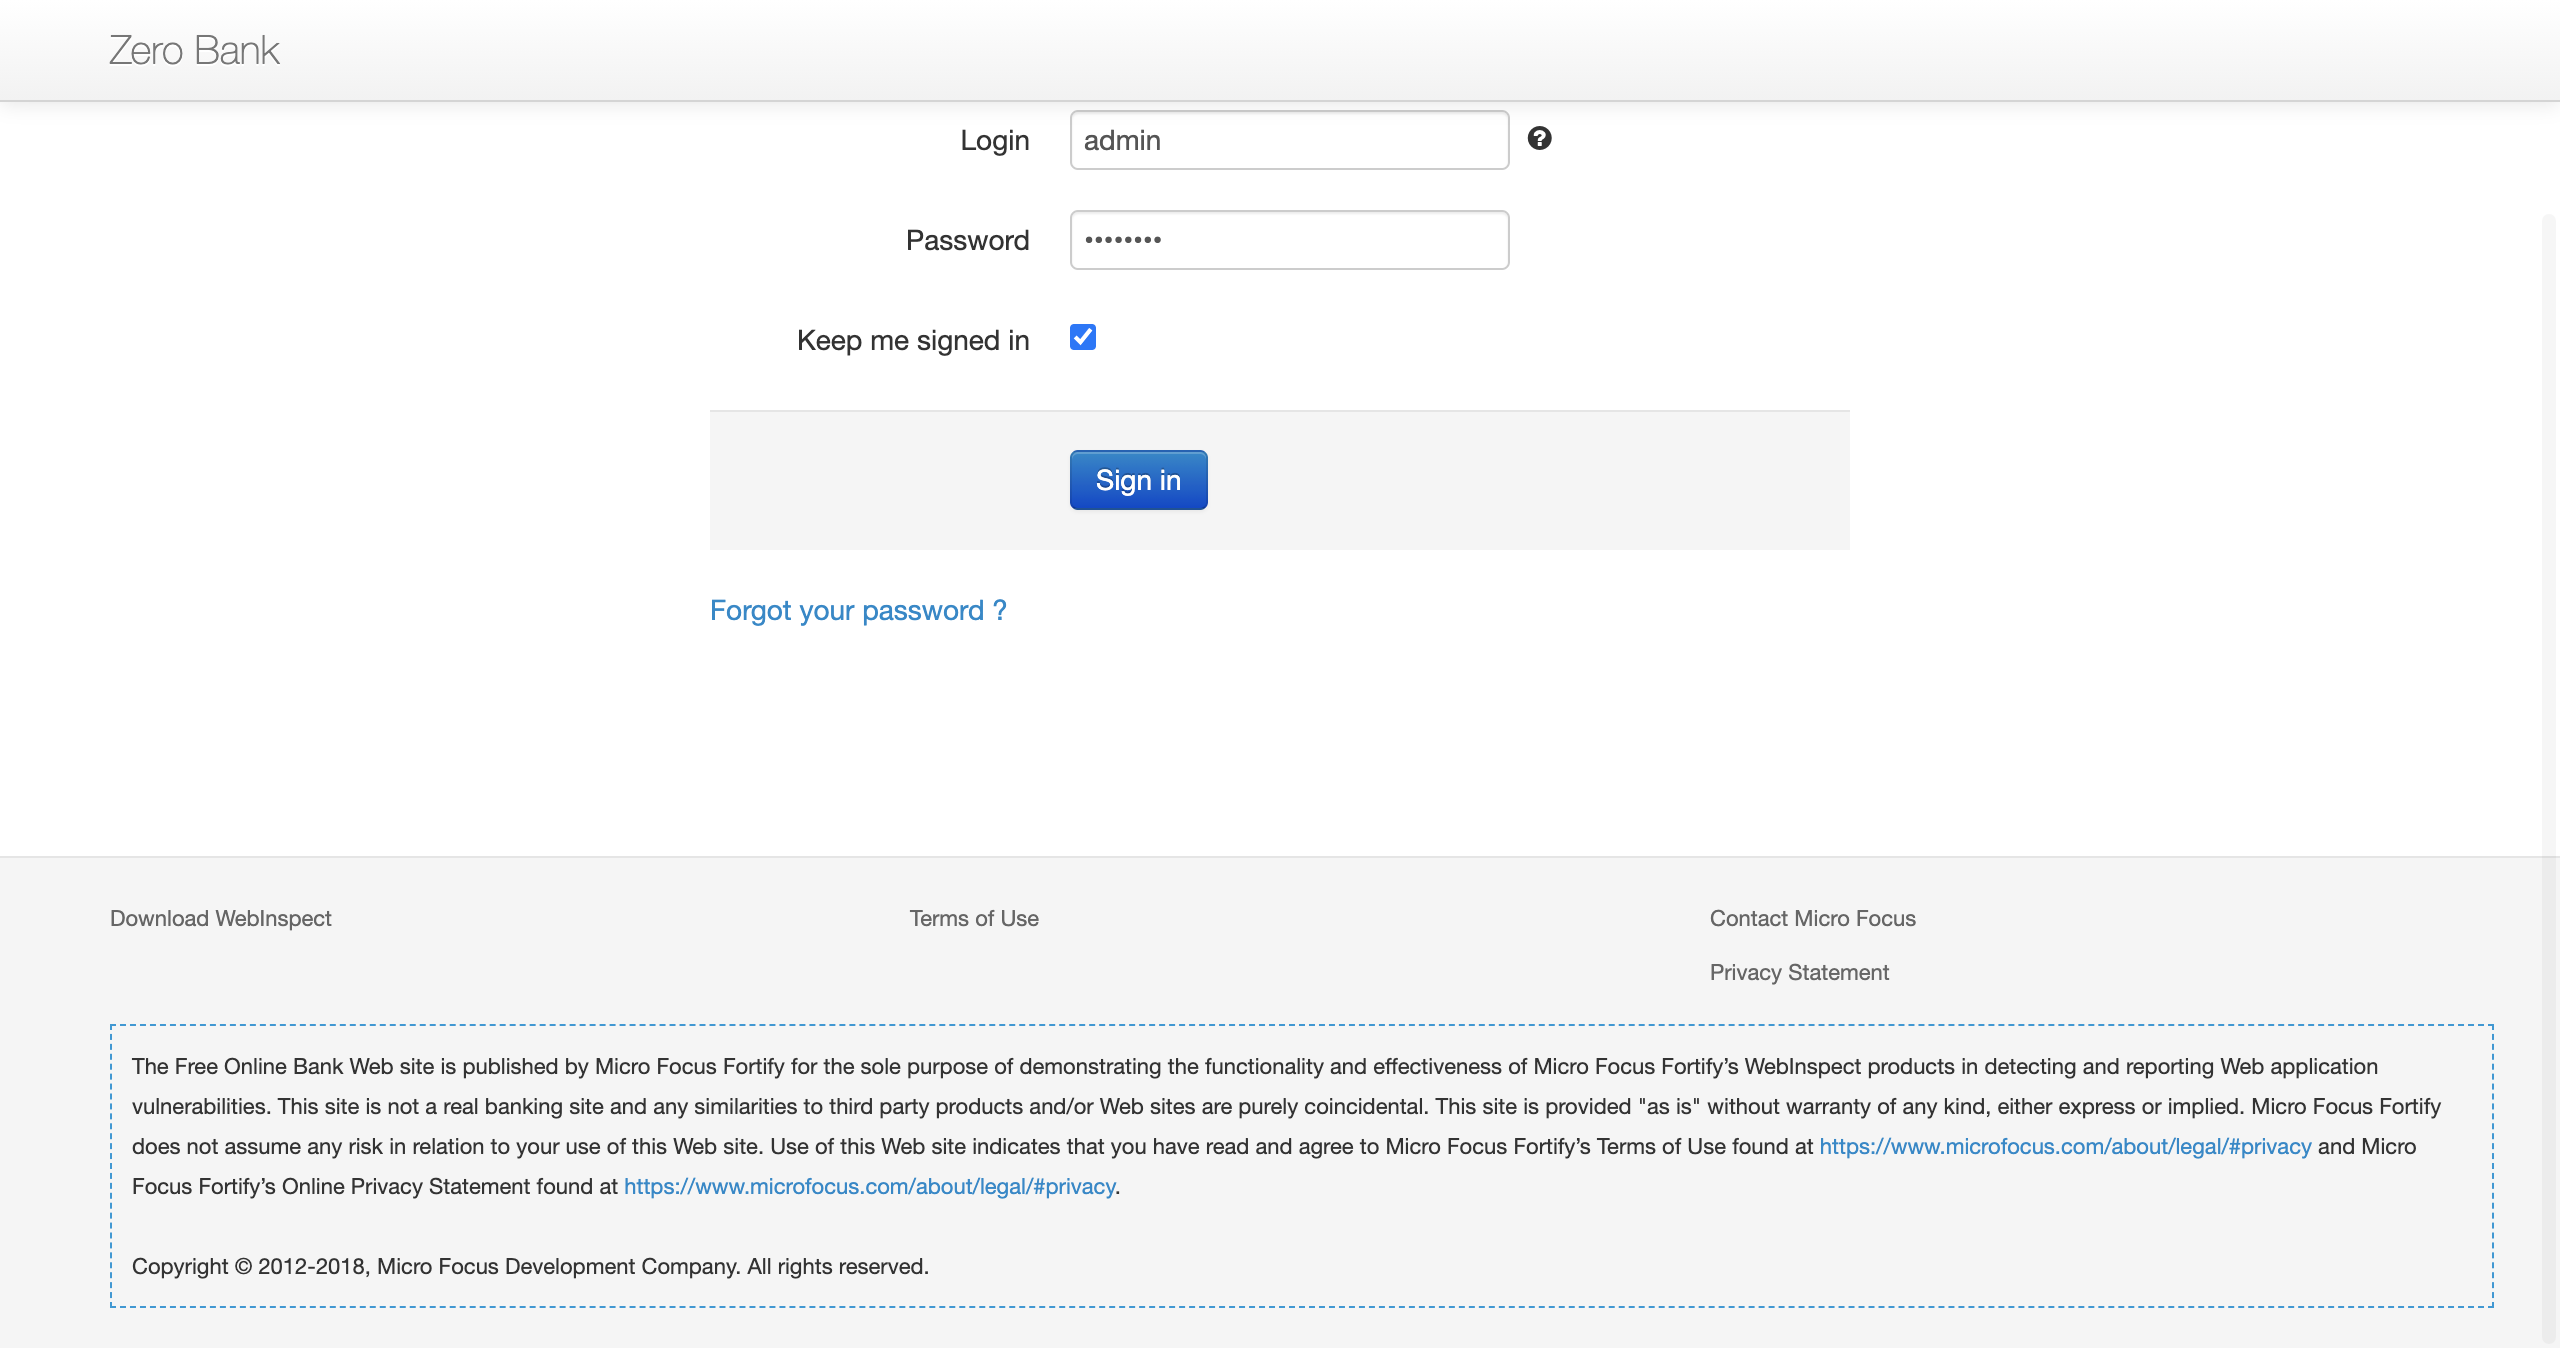 Zero Bank
Login
admin
Password
••••••••
Keep me signed in
Sign in
Forgot your password ?
Download WebInspect
Terms of Use
Contact Micro Focus
Privacy Statement
The Free Online Bank Web site is published by Micro Focus Fortify for the sole purpose of demonstrating the functionality and effectiveness of Micro Focus Fortify’s WebInspect products in detecting and reporting Web application
vulnerabilities. This site is not a real banking site and any similarities to third party products and/or Web sites are purely coincidental. This site is provided "as is" without warranty of any kind, either express or implied. Micro Focus Fortify
does not assume any risk in relation to your use of this Web site. Use of this Web site indicates that you have read and agree to Micro Focus Fortify’s Terms of Use found at https://www.microfocus.com/about/legal/#privacy and Micro
Focus Fortify’s Online Privacy Statement found at https://www.microfocus.com/about/legal/#privacy.
Copyright © 2012-2018, Micro Focus Development Company. All rights reserved.